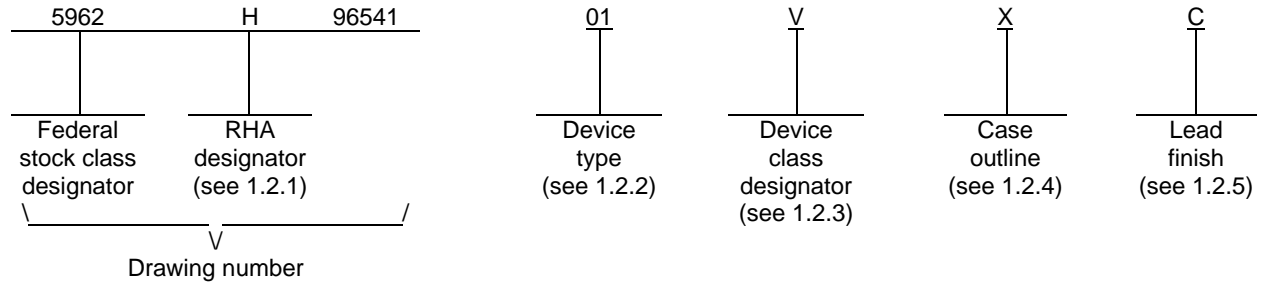 5962 H 96541 01 V X C
Federal stock class designator
RHA designator (see 1.2.1)
Device type (see 1.2.2)
Device class designator (see 1.2.3)
Case outline (see 1.2.4)
Lead finish (see 1.2.5)
\ /
\/
Drawing number